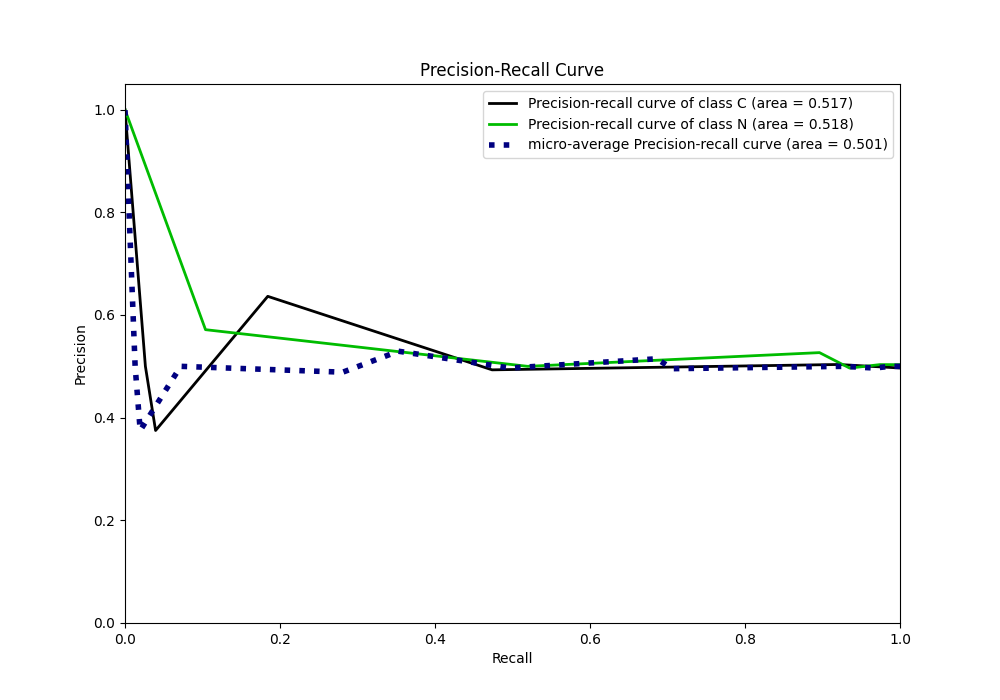 Precision-Recall Curve
Precision-recall curve of class C (area = 0.517)
Precision-recall curve of class N (area = 0.518)
micro-average Precision-recall curve (area = 0.501)
Precision
1.0
0.8
0.6
0.4
0.2
0.0
0.0 0.2 0.4 0.6 0.8 1.0
Recall